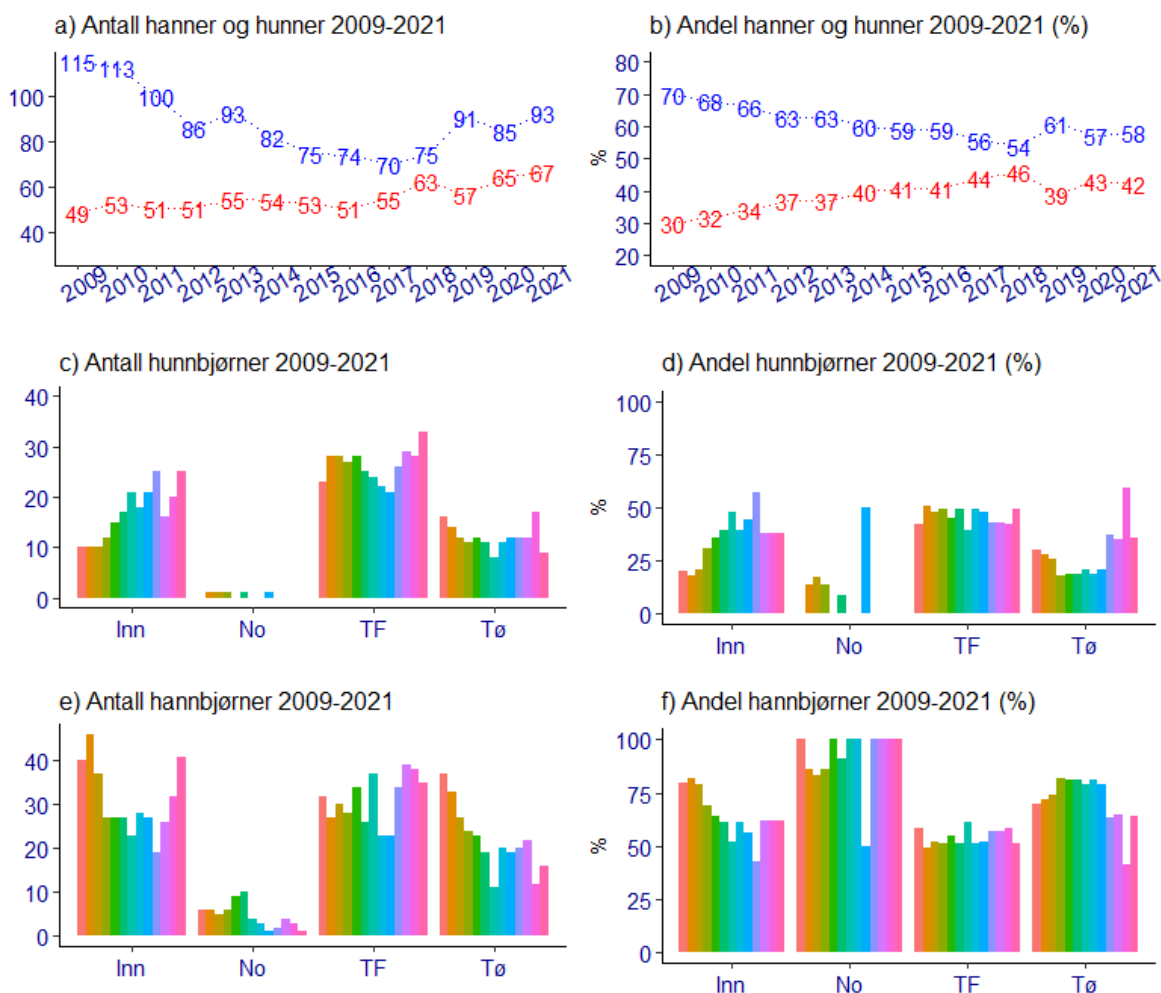 a) Antall hanner og hunner 2009-2021
115 113 100 86 93 82 75 74 70 75 91 85 93
49 53 51 51 55 54 53 51 55 63 57 65 67
100
80
60
40
2009 2010 2011 2012 2013 2014 2015 2016 2017 2018 2019 2020 2021
b) Andel hanner og hunner 2009-2021 (%)
80
70
60
50
40
30
20
%
70 68 66 63 63 60 59 59 56 54 61 57 58
30 32 34 37 37 40 41 41 44 46 39 43 42
2009 2010 2011 2012 2013 2014 2015 2016 2017 2018 2019 2020 2021
c) Antall hunnbjørner 2009-2021
40
30
20
10
0
Inn No TF Tø
d) Andel hunnbjørner 2009-2021 (%)
100
75
50
25
0
%
Inn No TF Tø
e) Antall hannbjørner 2009-2021
40
30
20
10
0
Inn No TF Tø
f) Andel hannbjørner 2009-2021 (%)
100
75
50
25
0
%
Inn No TF Tø